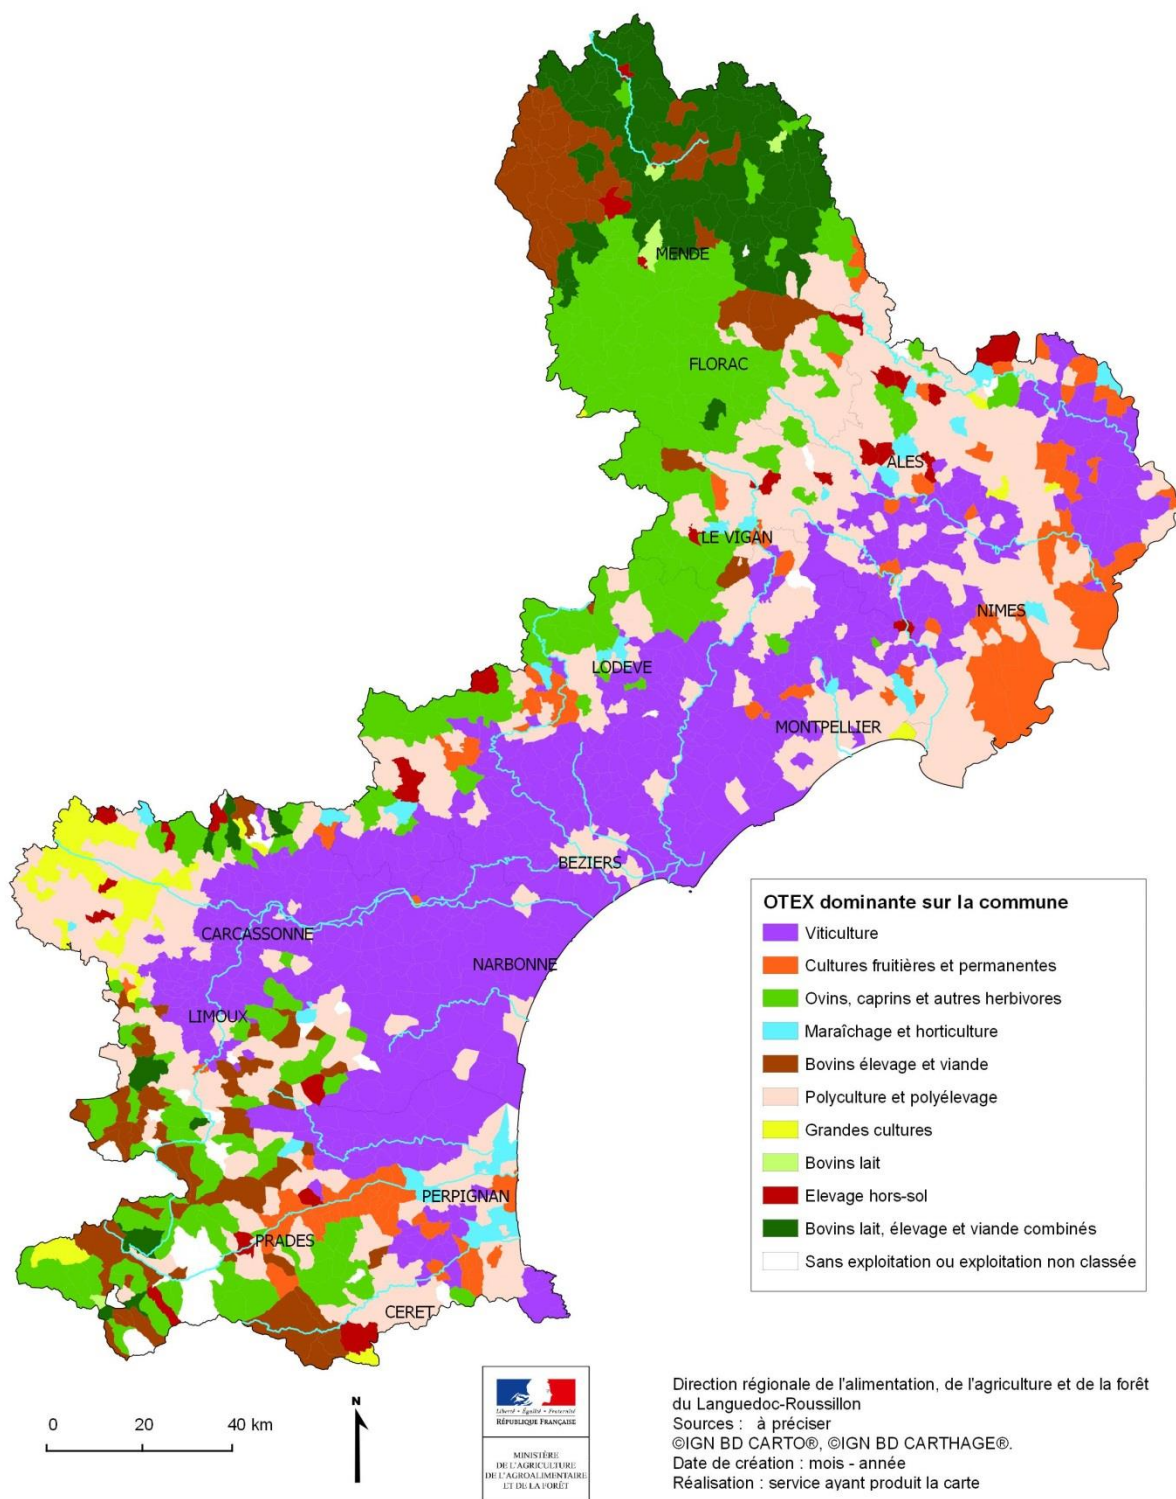 MENDE
FLORAC
ALES
LE VIGAN
NIMES
LODEVE
MONTPELLIER
BEZIERS
CARCASSONNE
NARBONNE
LIMOUX
PERPIGNAN
PRADES
CERET
OTEX dominante sur la commune
Viticulture
Cultures fruitières et permanentes
Ovins, caprins et autres herbivores
Maraîchage et horticulture
Bovins élevage et viande
Polyculture et polyélevage
Grandes cultures
Bovins lait
Elevage hors-sol
Bovins lait, élevage et viande combinés
Sans exploitation ou exploitation non classée
0 20 40 km
N
Liberté • Égalité • Fraternité
RÉPUBLIQUE FRANÇAISE
MINISTÈRE
DE L'AGRICULTURE
DE L'AGROALIMENTAIRE
ET DE LA FORÊT
Direction régionale de l'alimentation, de l'agriculture et de la forêt
du Languedoc-Roussillon
Sources : à préciser
©IGN BD CARTO®, ©IGN BD CARTHAGE®.
Date de création : mois - année
Réalisation : service ayant produit la carte